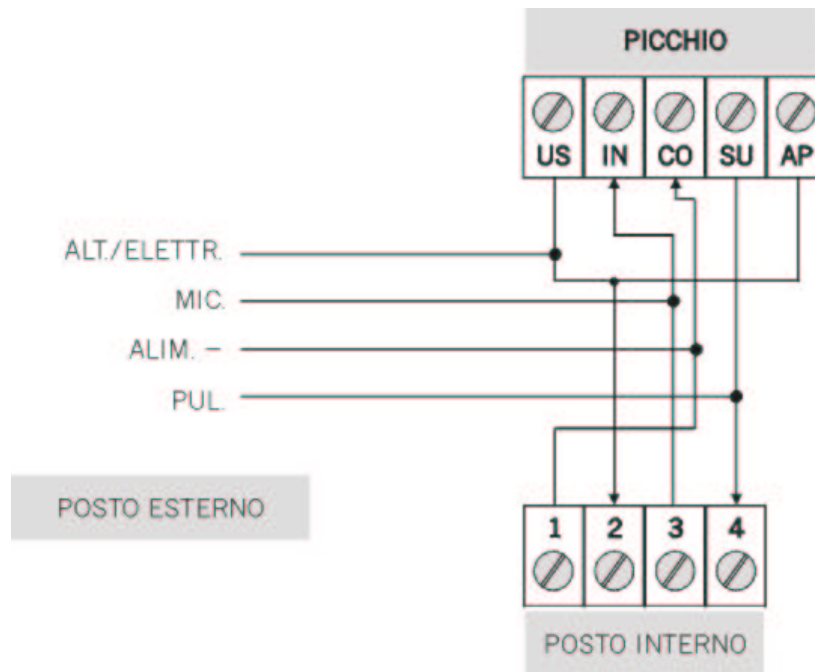 PICCHIO
US IN CO SU AP
ALT./ELETTR.
MIC.
ALIM. –
PUL.
POSTO ESTERNO
1 2 3 4
POSTO INTERNO